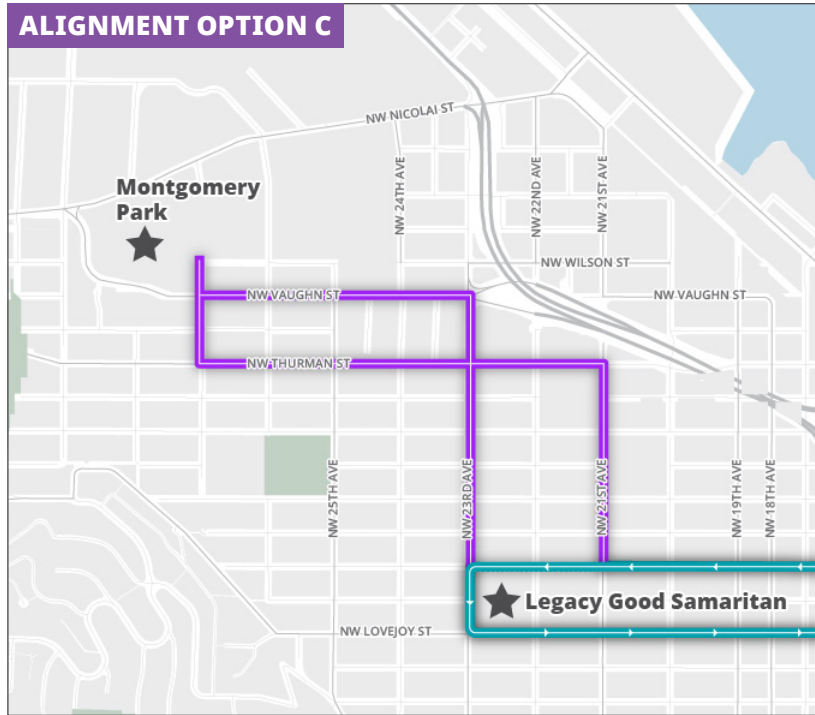 ALIGNMENT OPTION C
NW NICOLAI ST
NW 24TH AVE
NW 22ND AVE
NW 21ST AVE
Montgomery
Park
NW WILSON ST
NW VAUGHN ST
NW VAUGHN ST
NW THURMAN ST
NW 25TH AVE
NW 23RD AVE
NW 21ST AVE
NW 19TH AVE
NW 18TH AVE
Legacy Good Samaritan
NW LOVEJOY ST